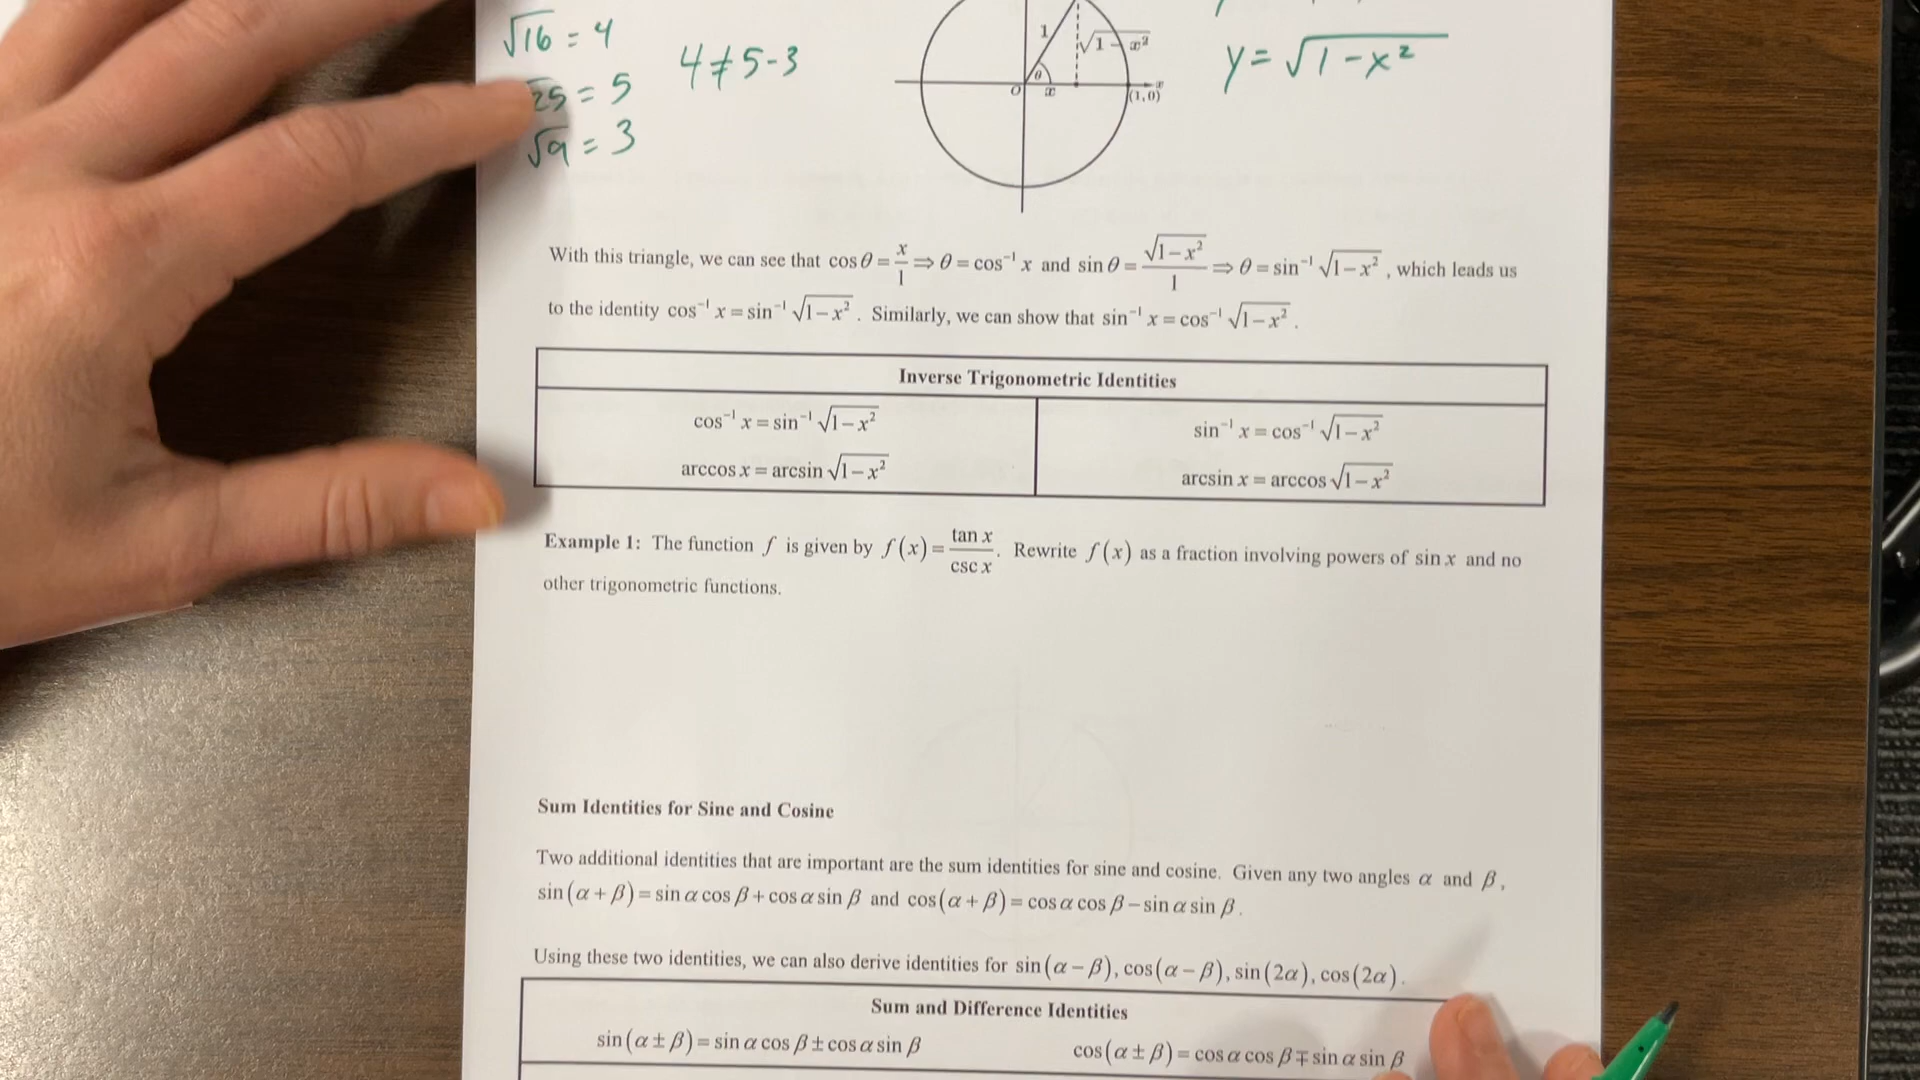 √16 = 4
4 ≠ 5-3
25 = 5
√9 = 3
1
√1 - x²
θ
O
x
x
(1,0)
y = √1-x²
With this triangle, we can see that cos θ = x/1 ⇒ θ = cos⁻¹ x and sin θ = √1-x²/1 ⇒ θ = sin⁻¹ √1-x² , which leads us
to the identity cos⁻¹ x = sin⁻¹ √1-x² . Similarly, we can show that sin⁻¹ x = cos⁻¹ √1-x² .
Inverse Trigonometric Identities
cos⁻¹ x = sin⁻¹ √1-x²
sin⁻¹ x = cos⁻¹ √1-x²
arccos x = arcsin √1-x²
arcsin x = arccos √1-x²
Example 1: The function f is given by f(x) = tan x/csc x. Rewrite f(x) as a fraction involving powers of sin x and no
other trigonometric functions.
Sum Identities for Sine and Cosine
Two additional identities that are important are the sum identities for sine and cosine. Given any two angles α and β,
sin(α + β) = sin α cos β + cos α sin β and cos(α + β) = cos α cos β - sin α sin β.
Using these two identities, we can also derive identities for sin(α - β), cos(α - β), sin(2α), cos(2α).
Sum and Difference Identities
sin(α ± β) = sin α cos β ± cos α sin β
cos(α ± β) = cos α cos β ∓ sin α sin β